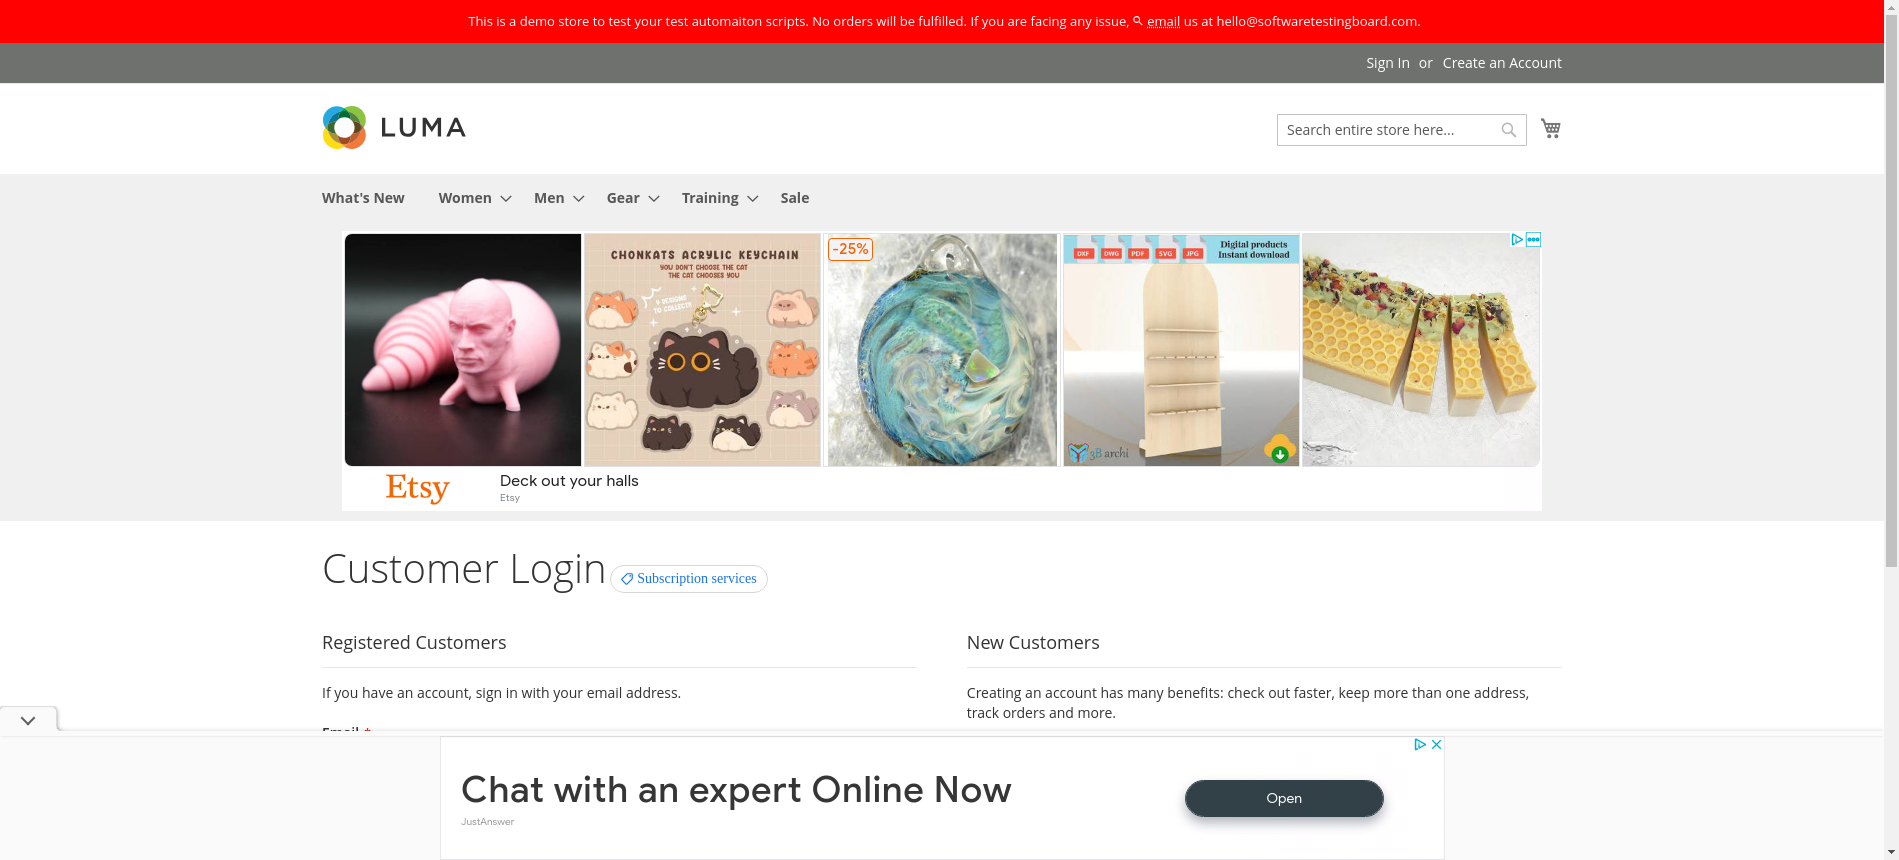 This is a demo store to test your test automaiton scripts. No orders will be fulfilled. If you are facing any issue, email us at hello@softwaretestingboard.com.
Sign In or Create an Account
LUMA
Search entire store here...
What's New Women Men Gear Training Sale
CHONKATS ACRYLIC KEYCHAIN
YOU DON'T CHOOSE THE CAT
THE CAT CHOOSES YOU
9 DESIGNS
TO COLLECT
-25%
Digital products
Instant download
DXF DWG PDF SVG JPG
3B archi
Etsy
Deck out your halls
Etsy
Customer Login
Subscription services
Registered Customers
If you have an account, sign in with your email address.
Email *
New Customers
Creating an account has many benefits: check out faster, keep more than one address,
track orders and more.
Chat with an expert Online Now
JustAnswer
Open